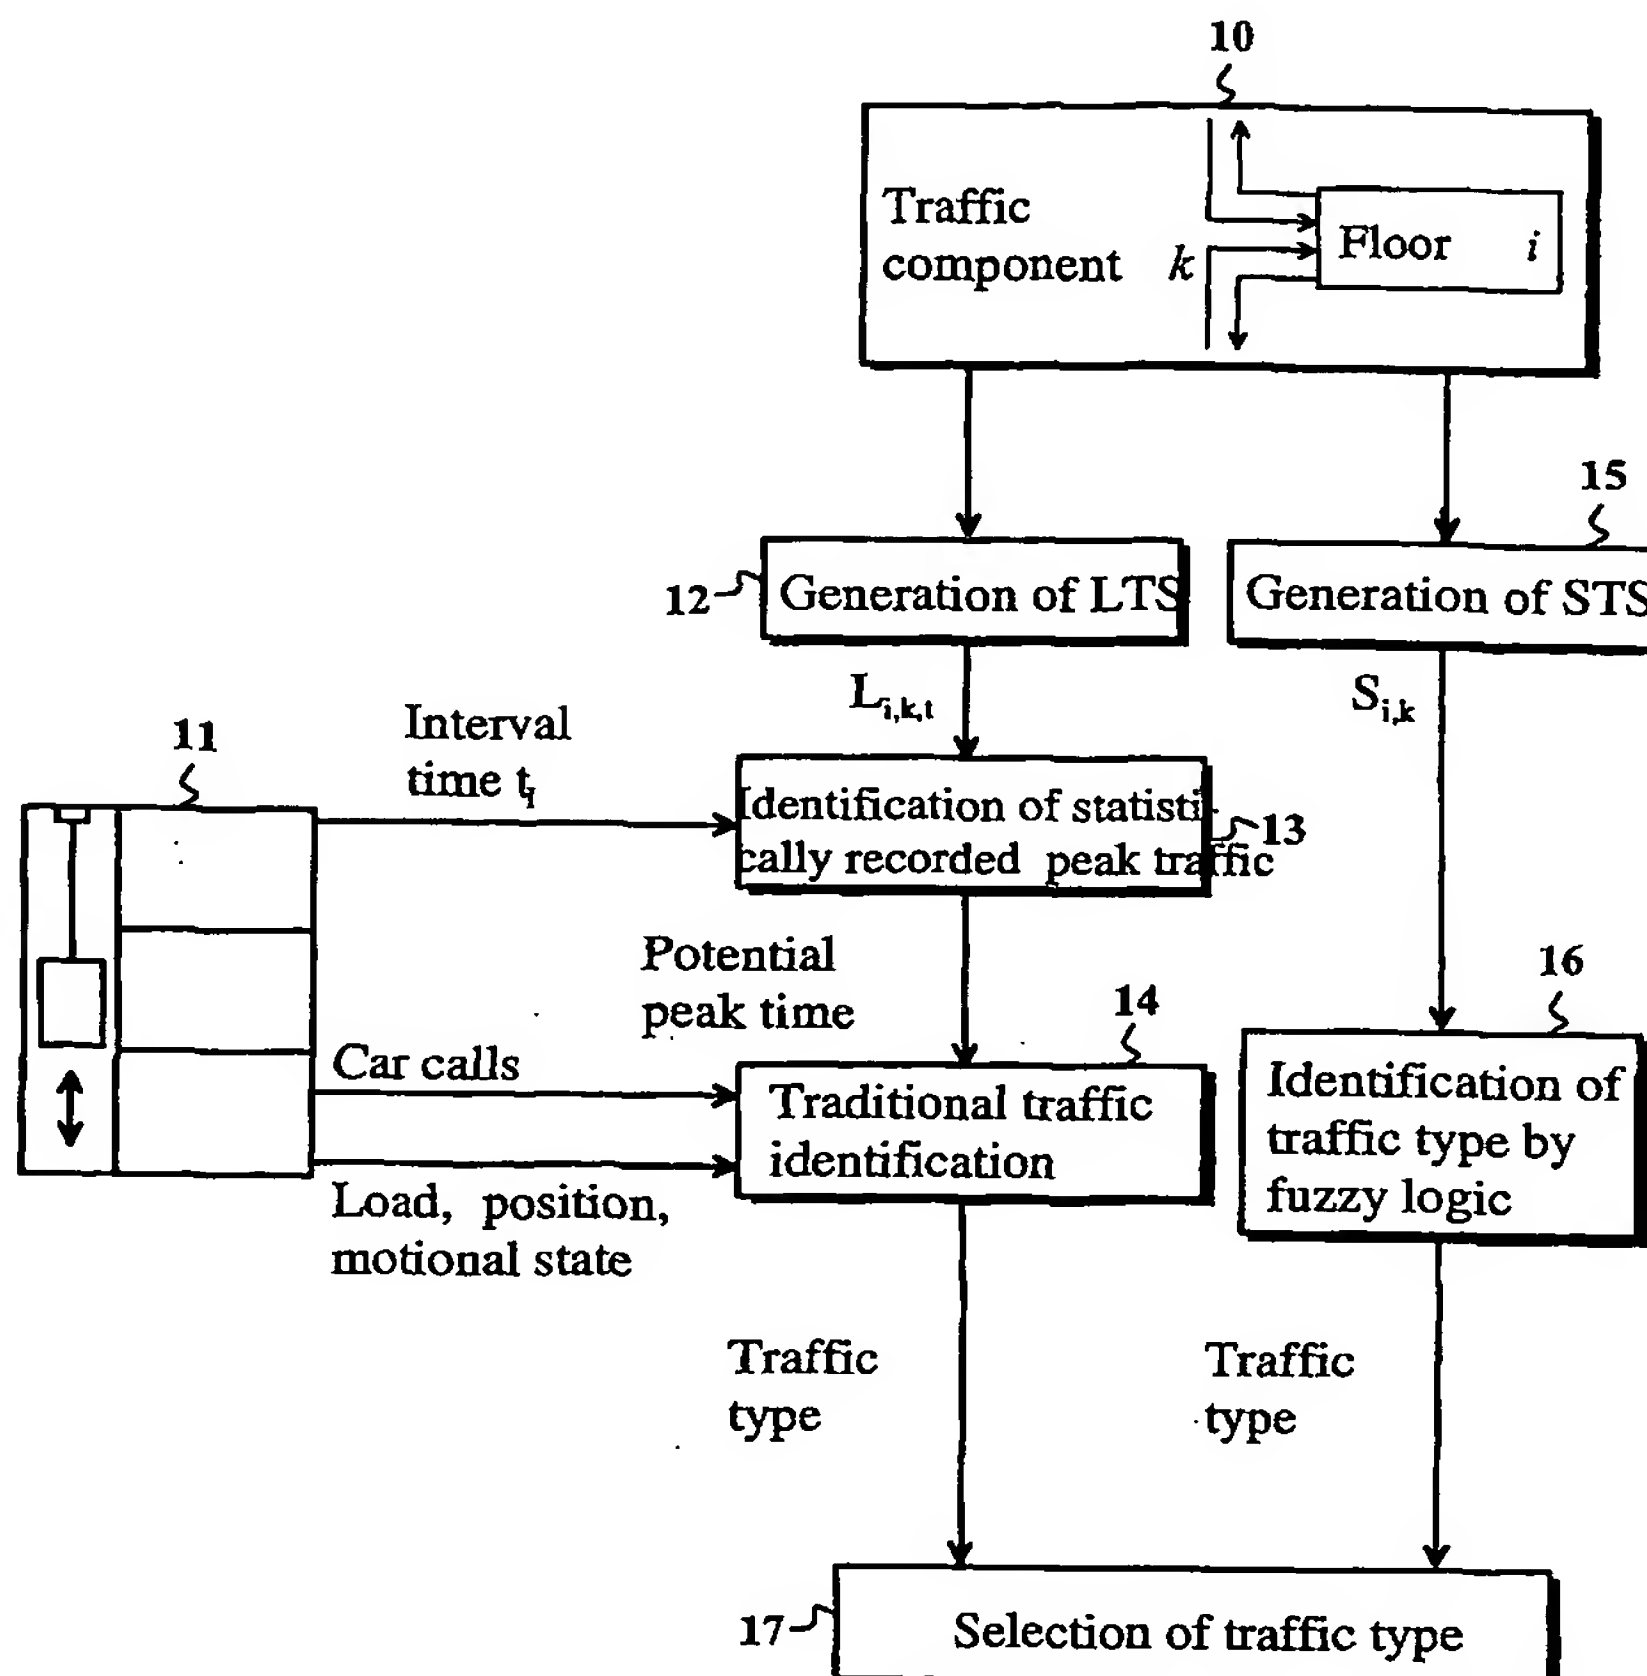 10
Traffic
component
k
Floor i
15
12
Generation of LTS
Generation of STS
L i,k,t
S i,k
11
Interval
time tᵢ
Identification of statisti-
cally recorded peak traffic
13
Potential
peak time
16
14
Car calls
Traditional traffic
identification
Identification of
traffic type by
fuzzy logic
Load, position,
motional state
Traffic
type
Traffic
type
17
Selection of traffic type